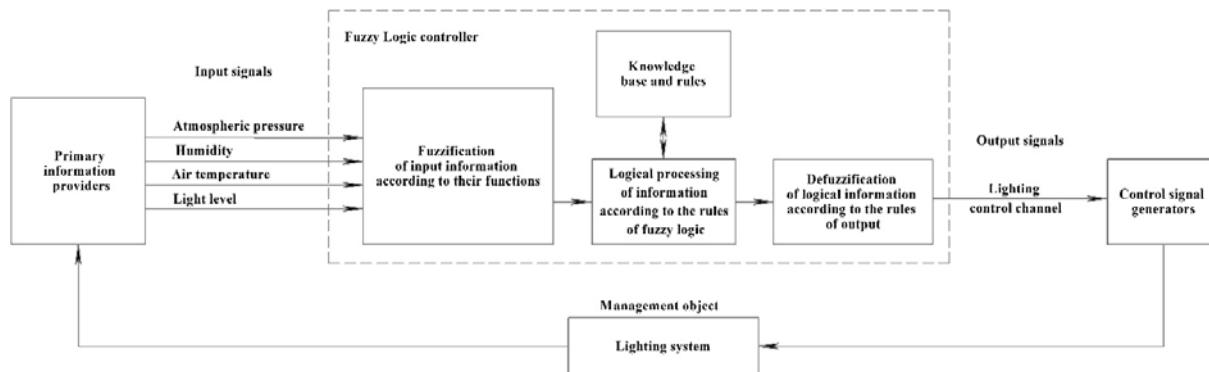 Fuzzy Logic controller
Input signals
Knowledge
base and rules
Primary
information
providers
Atmospheric pressure
Humidity
Air temperature
Light level
Fuzzification
of input information
according to their functions
Logical processing
of information
according to the rules
of fuzzy logic
Defuzzification
of logical information
according to the rules
of output
Output signals
Lighting
control channel
Control signal
generators
Management object
Lighting system